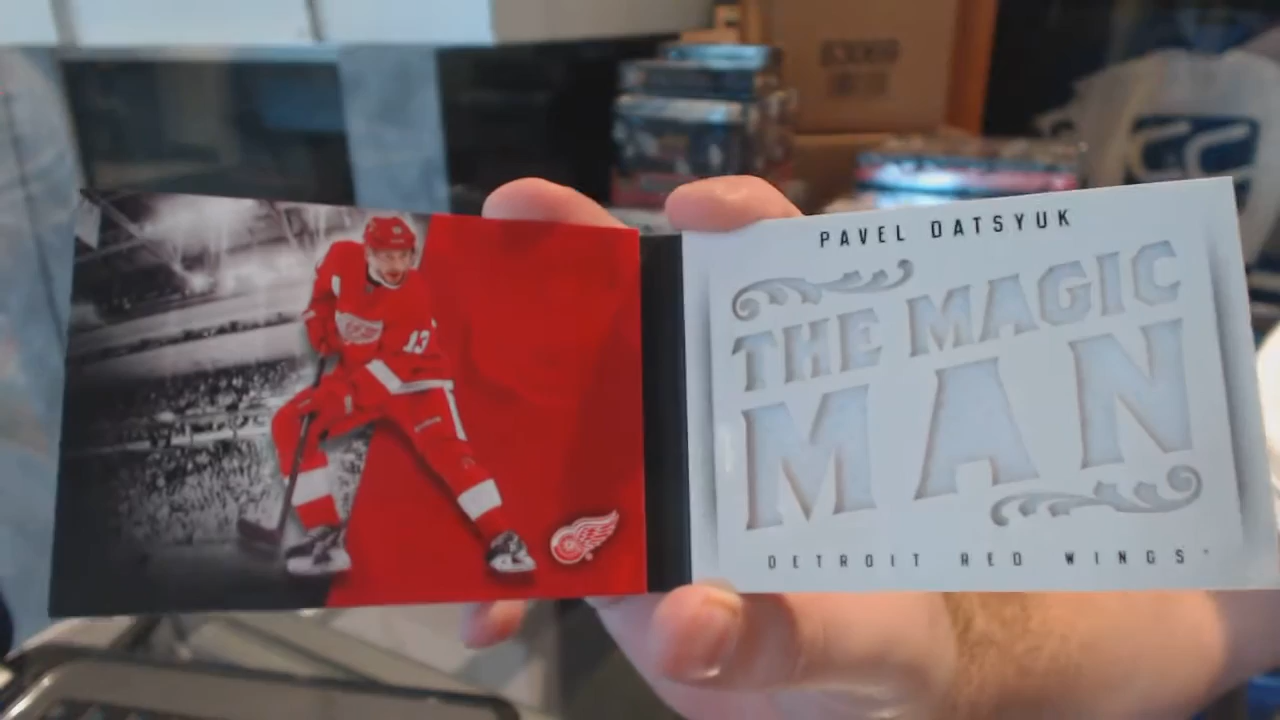 13
PAVEL DATSYUK
THE MAGIC
MAN
DETROIT RED WINGS